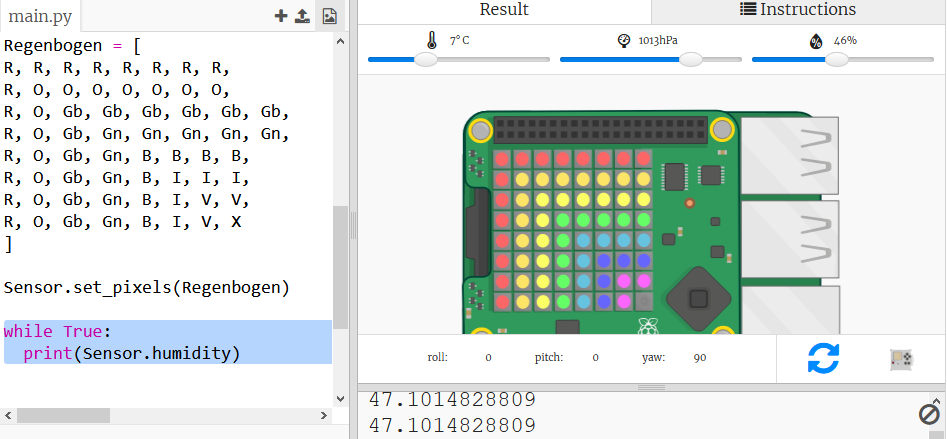 main.py
Regenbogen = [
R, R, R, R, R, R, R, R,
R, O, O, O, O, O, O, O,
R, O, Gb, Gb, Gb, Gb, Gb, Gb,
R, O, Gb, Gn, Gn, Gn, Gn, Gn,
R, O, Gb, Gn, B, B, B, B,
R, O, Gb, Gn, B, I, I, I,
R, O, Gb, Gn, B, I, V, V,
R, O, Gb, Gn, B, I, V, X
]
Sensor.set_pixels(Regenbogen)
while True:
  print(Sensor.humidity)
Result
Instructions
7°C
1013hPa
46%
roll: 0 pitch: 0 yaw: 90
47.1014828809
47.1014828809